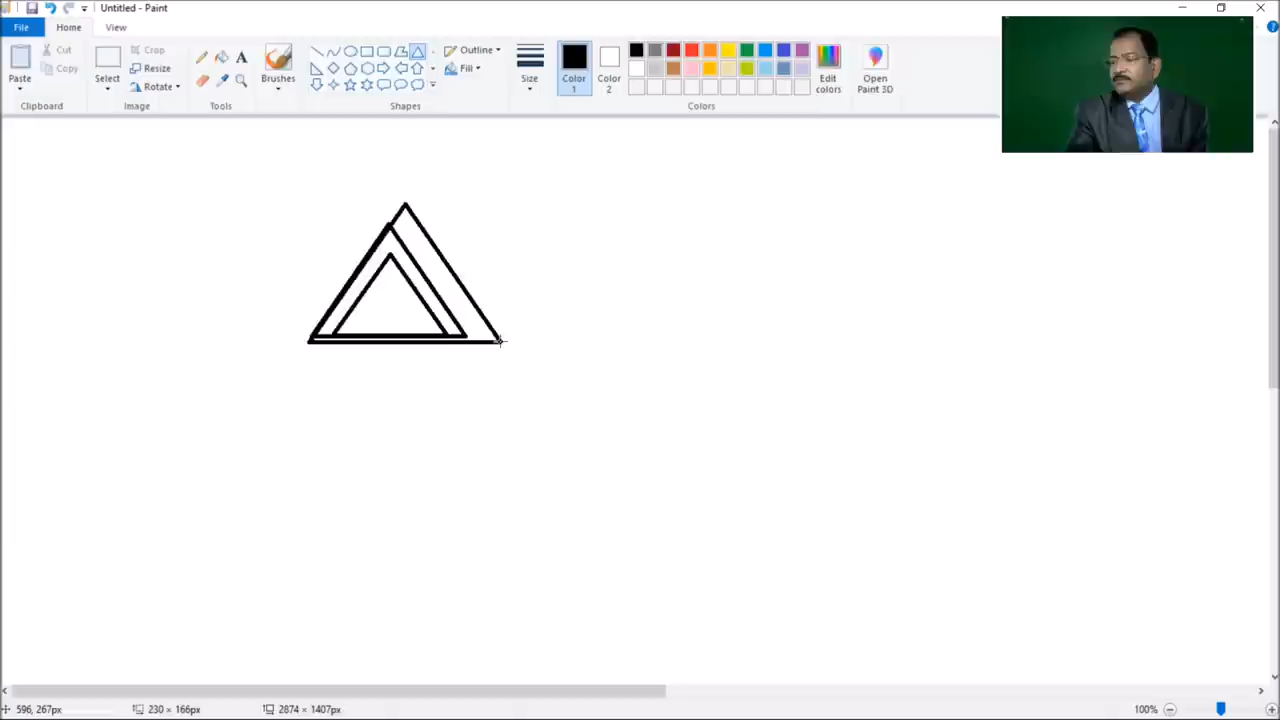 Untitled - Paint
File Home View
Paste
Cut
Copy
Clipboard
Select
Crop
Resize
Rotate
Image
Tools
A
Brushes
Outline
Fill
Shapes
Size
Color
1
Color
2
Edit
colors
Colors
Open
Paint 3D
596, 267px
230 × 166px
2874 × 1407px
100%